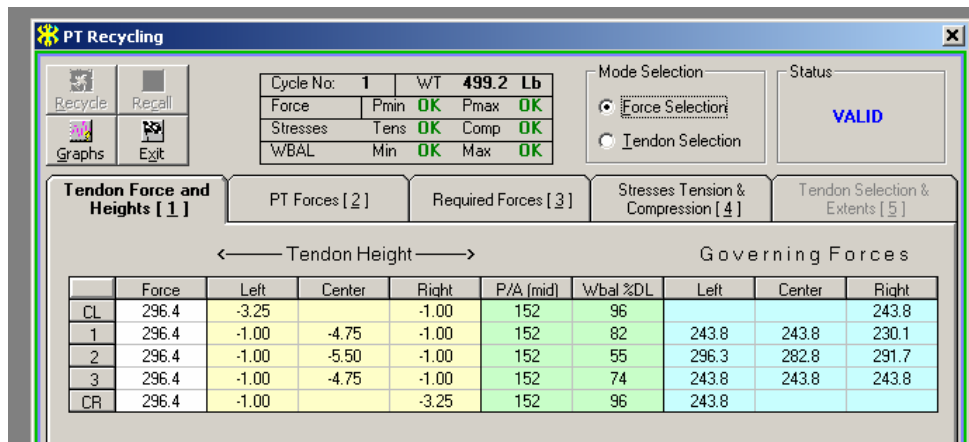 PT Recycling
Recycle Recall
Graphs Exit
Cycle No: 1 WT 499.2 Lb
Force Pmin OK Pmax OK
Stresses Tens OK Comp OK
WBAL Min OK Max OK
Mode Selection
Force Selection
Tendon Selection
Status
VALID
Tendon Force and Heights [ 1 ]
PT Forces [ 2 ]
Required Forces [ 3 ]
Stresses Tension & Compression [ 4 ]
Tendon Selection & Extents [ 5 ]
<——— Tendon Height ———> Governing Forces
Force Left Center Right P/A (mid) Wbal %DL Left Center Right
CL 296.4 -3.25 -1.00 152 96 243.8
1 296.4 -1.00 -4.75 -1.00 152 82 243.8 243.8 230.1
2 296.4 -1.00 -5.50 -1.00 152 55 296.3 282.8 291.7
3 296.4 -1.00 -4.75 -1.00 152 74 243.8 243.8 243.8
CR 296.4 -1.00 -3.25 152 96 243.8